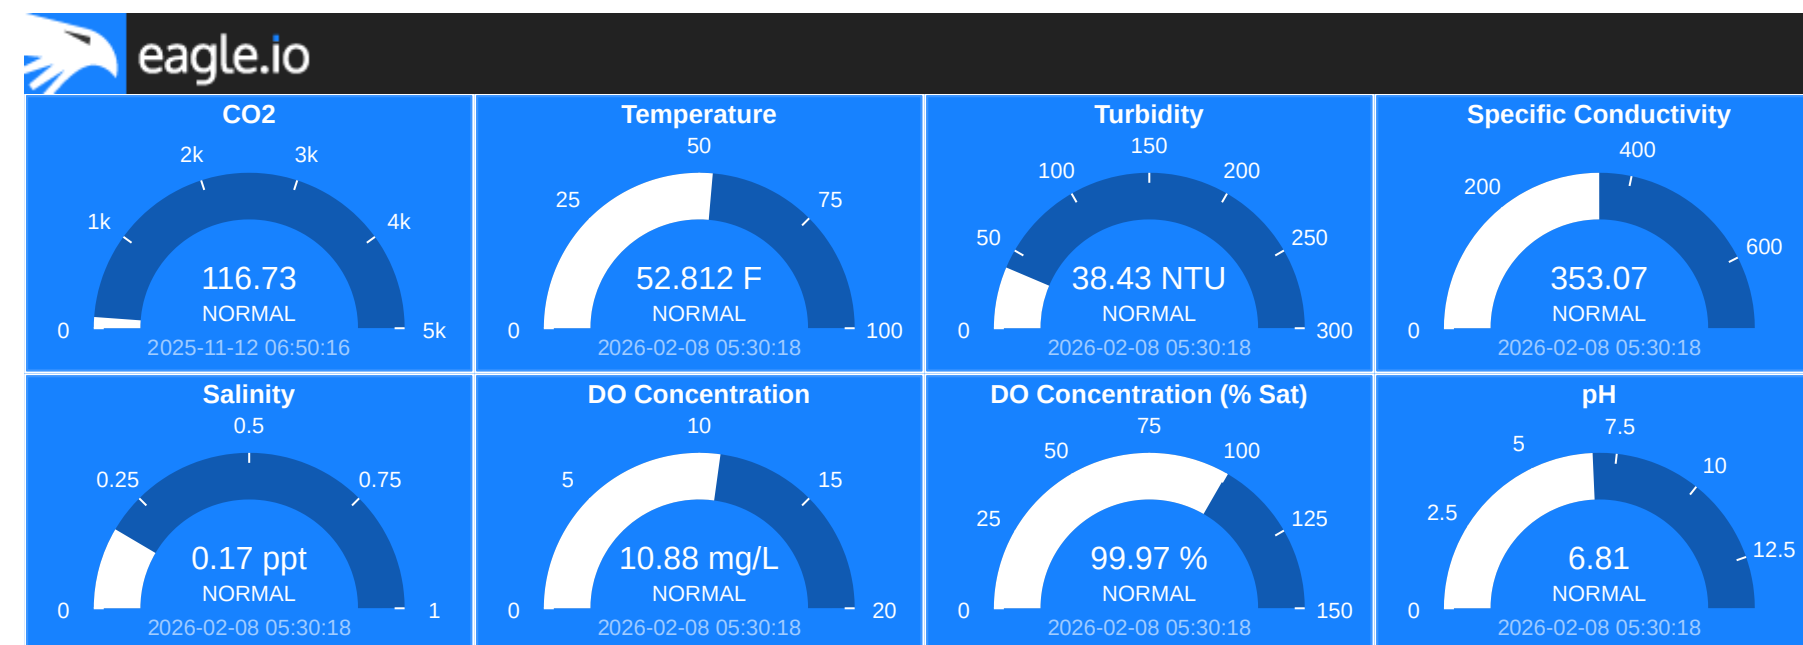 eagle.io
CO2
0
1k
2k
3k
4k
5k
116.73
NORMAL
2025-11-12 06:50:16
Temperature
0
25
50
75
100
52.812 F
NORMAL
2026-02-08 05:30:18
Turbidity
0
50
100
150
200
250
300
38.43 NTU
NORMAL
2026-02-08 05:30:18
Specific Conductivity
0
200
400
600
353.07
NORMAL
2026-02-08 05:30:18
Salinity
0
0.25
0.5
0.75
1
0.17 ppt
NORMAL
2026-02-08 05:30:18
DO Concentration
0
5
10
15
20
10.88 mg/L
NORMAL
2026-02-08 05:30:18
DO Concentration (% Sat)
0
25
50
75
100
125
150
99.97 %
NORMAL
2026-02-08 05:30:18
pH
0
2.5
5
7.5
10
12.5
6.81
NORMAL
2026-02-08 05:30:18